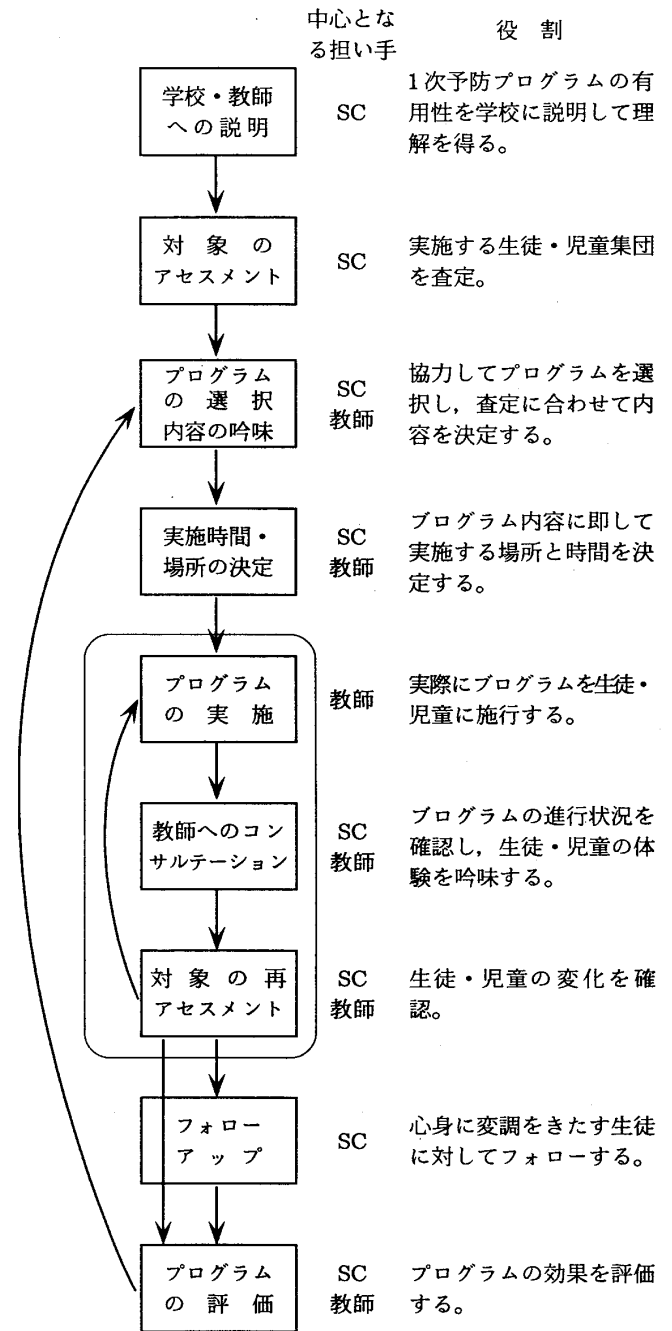 中心とな
る担い手
役 割
学校・教師
への説明
SC
1次予防プログラムの有
用性を学校に説明して理
解を得る。
対 象 の
アセスメント
SC
実施する生徒・児童集団
を査定。
プログラム
の 選 択
内容の吟味
SC
教師
協力してプログラムを選
択し，査定に合わせて内
容を決定する。
実施時間・
場所の決定
SC
教師
プログラム内容に即して
実施する場所と時間を決
定する。
プログラム
の 実 施
教師
実際にプログラムを生徒・
児童に施行する。
教師へのコン
サルテーション
SC
教師
プログラムの進行状況を
確認し，生徒・児童の体
験を吟味する。
対 象 の 再
アセスメント
SC
教師
生徒・児童の変化を確
認。
フォロー
アップ
SC
心身に変調をきたす生徒
に対してフォローする。
プログラム
の 評 価
SC
教師
プログラムの効果を評価
する。